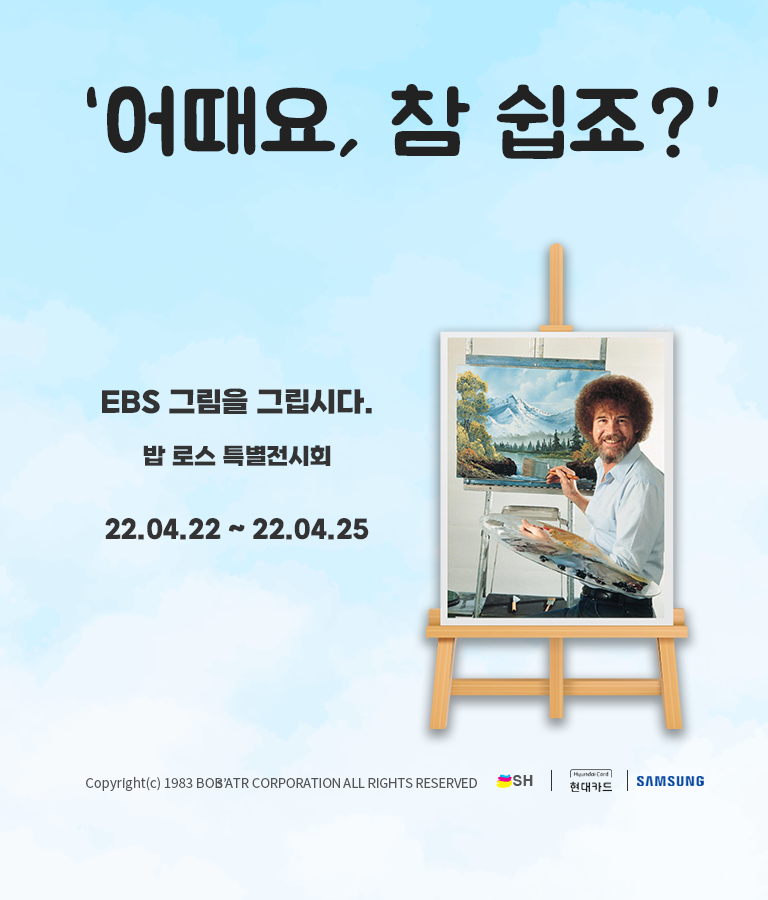 ‘어때요, 참 쉽죠?’
EBS 그림을 그립시다.
밥 로스 특별전시회
22.04.22 ~ 22.04.25
Copyright(c) 1983 BOB’ATR CORPORATION ALL RIGHTS RESERVED
SH
Hyundai Card
현대카드
SAMSUNG